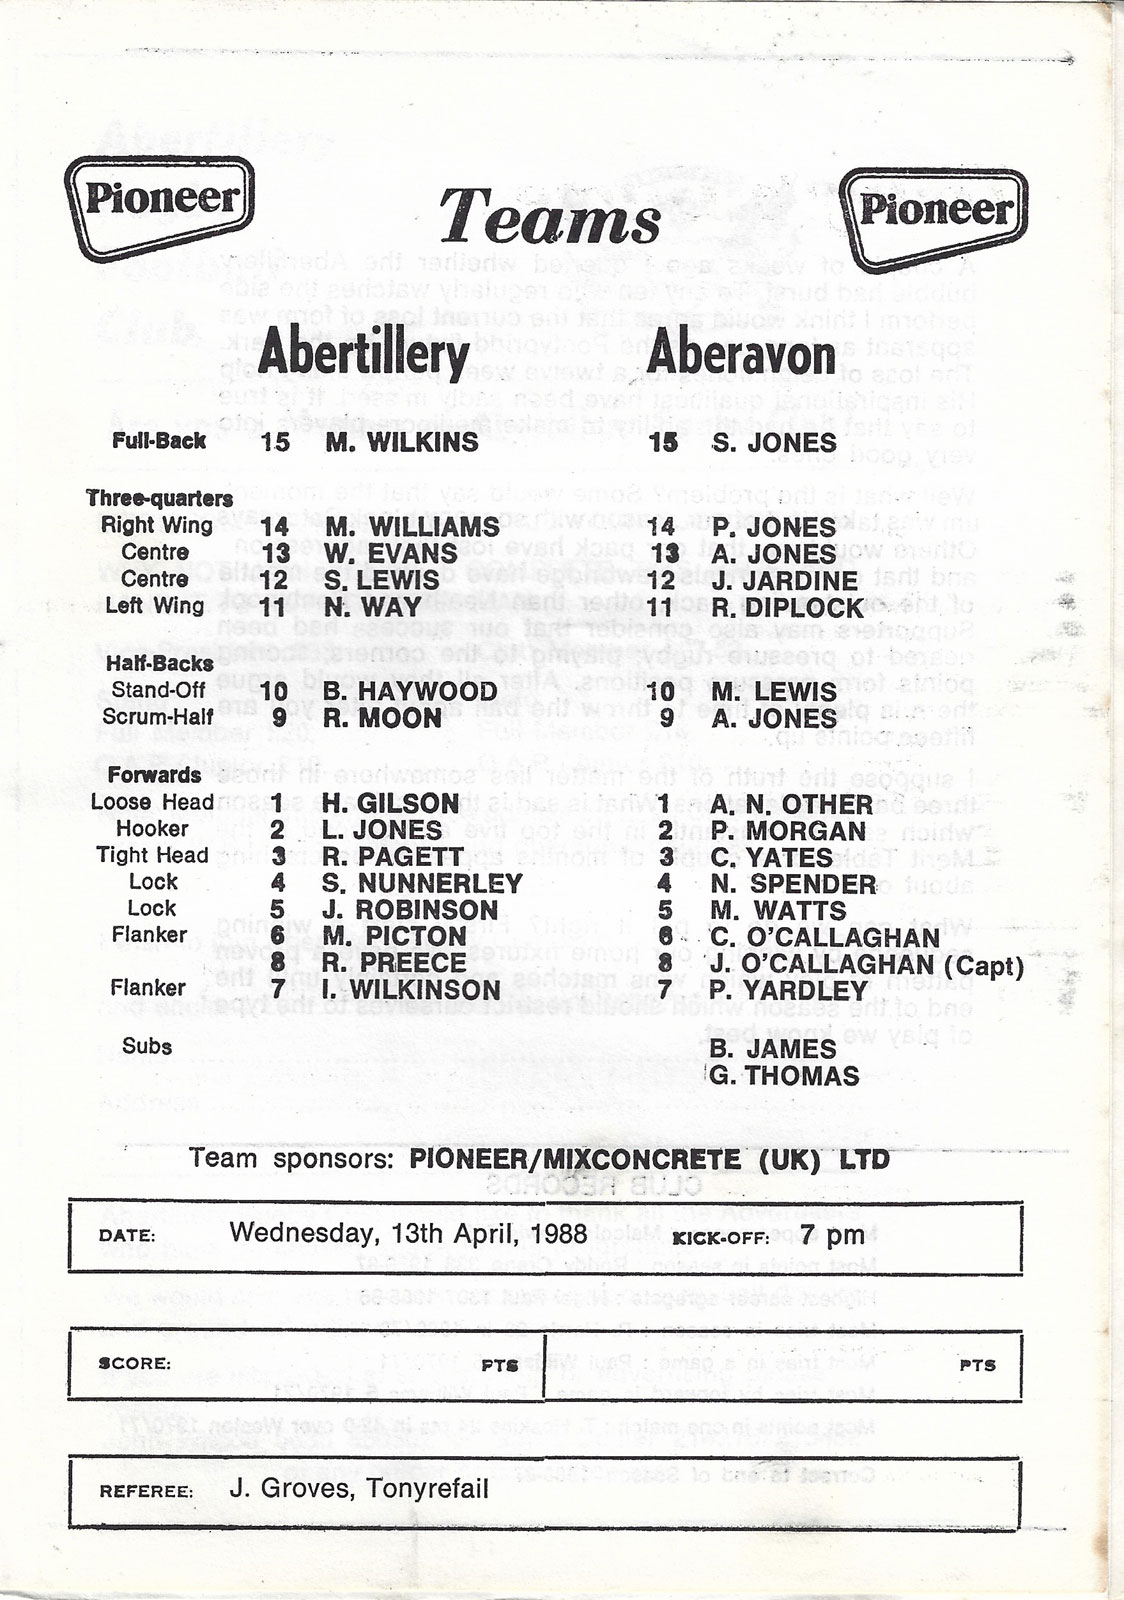 Pioneer
Teams
Pioneer
Abertillery Aberavon
Full-Back 15 M. WILKINS 15 S. JONES
Three-quarters
Right Wing 14 M. WILLIAMS 14 P. JONES
Centre 13 W. EVANS 13 A. JONES
Centre 12 S. LEWIS 12 J. JARDINE
Left Wing 11 N. WAY 11 R. DIPLOCK
Half-Backs
Stand-Off 10 B. HAYWOOD 10 M. LEWIS
Scrum-Half 9 R. MOON 9 A. JONES
Forwards
Loose Head 1 H. GILSON 1 A. N. OTHER
Hooker 2 L. JONES 2 P. MORGAN
Tight Head 3 R. PAGETT 3 C. YATES
Lock 4 S. NUNNERLEY 4 N. SPENDER
Lock 5 J. ROBINSON 5 M. WATTS
Flanker 6 M. PICTON 6 C. O'CALLAGHAN
8 R. PREECE 8 J. O'CALLAGHAN (Capt)
Flanker 7 I. WILKINSON 7 P. YARDLEY
Subs B. JAMES
G. THOMAS
Team sponsors: PIONEER/MIXCONCRETE (UK) LTD
DATE: Wednesday, 13th April, 1988 KICK-OFF: 7 pm
SCORE: PTS PTS
REFEREE: J. Groves, Tonyrefail